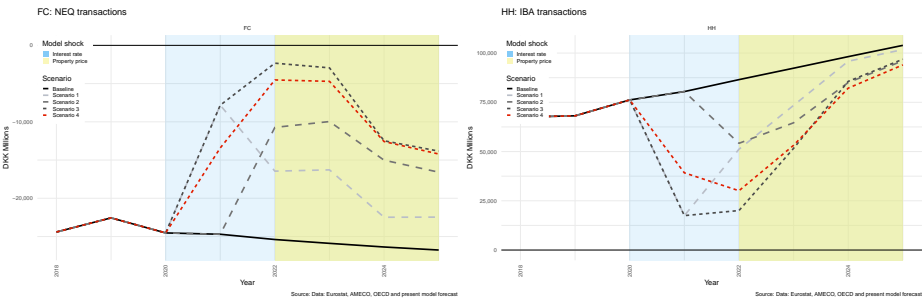 FC: NEQ transactions
FC
Model shock
Interest rate
Property price
Scenario
Baseline
Scenario 1
Scenario 2
Scenario 3
Scenario 4
0
−10,000
−20,000
DKK Millions
2018
2020
2022
2024
Year
Source: Data: Eurostat, AMECO, OECD and present model forecast
HH: IBA transactions
HH
Model shock
Interest rate
Property price
Scenario
Baseline
Scenario 1
Scenario 2
Scenario 3
Scenario 4
100,000
75,000
50,000
25,000
0
DKK Millions
2018
2020
2022
2024
Year
Source: Data: Eurostat, AMECO, OECD and present model forecast